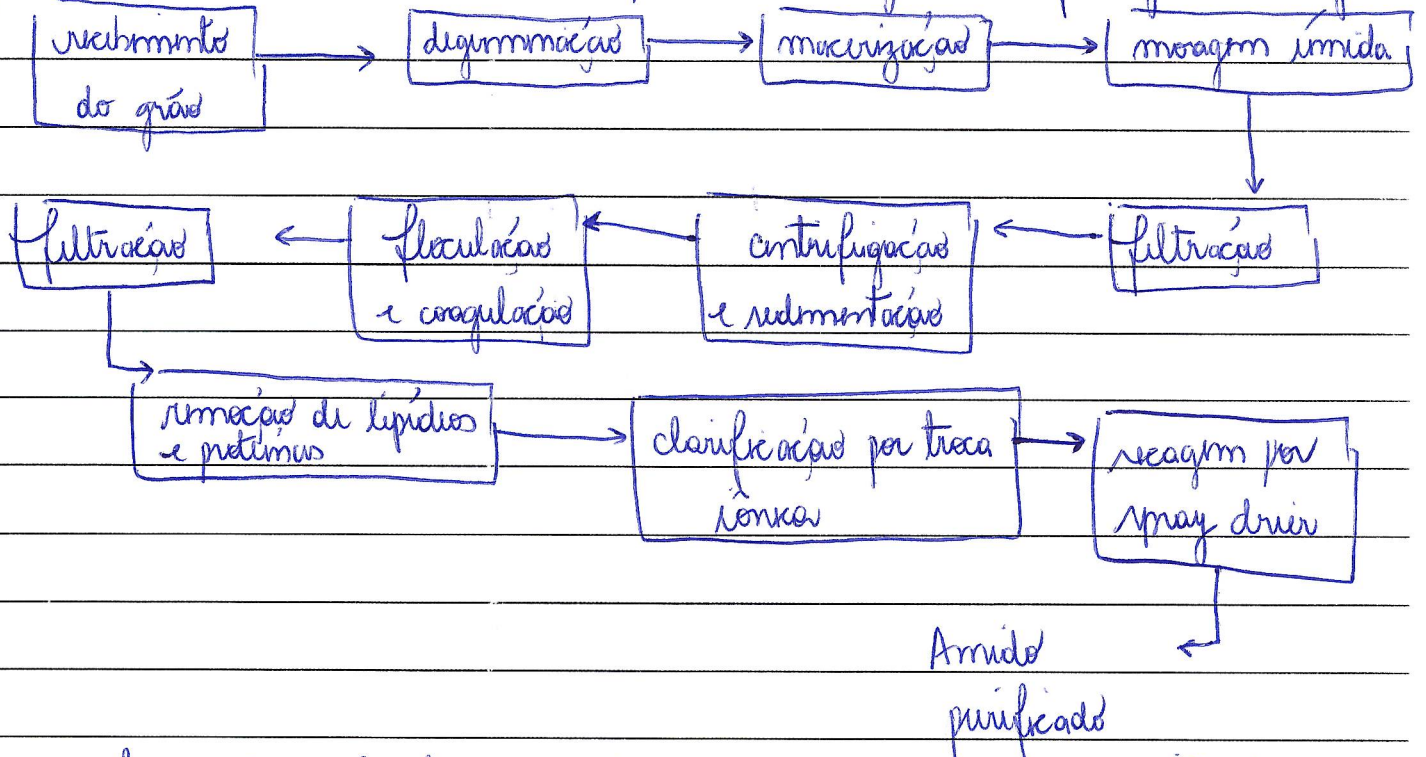 recebimento
do grão
degerminação
macerização
moagem úmida
filtração
centrifugação
e sedimentação
floculação
e coagulação
filtração
remoção de lipídios
e proteínas
clarificação por troca
iônica
secagem por
spray drier
Amido
purificado